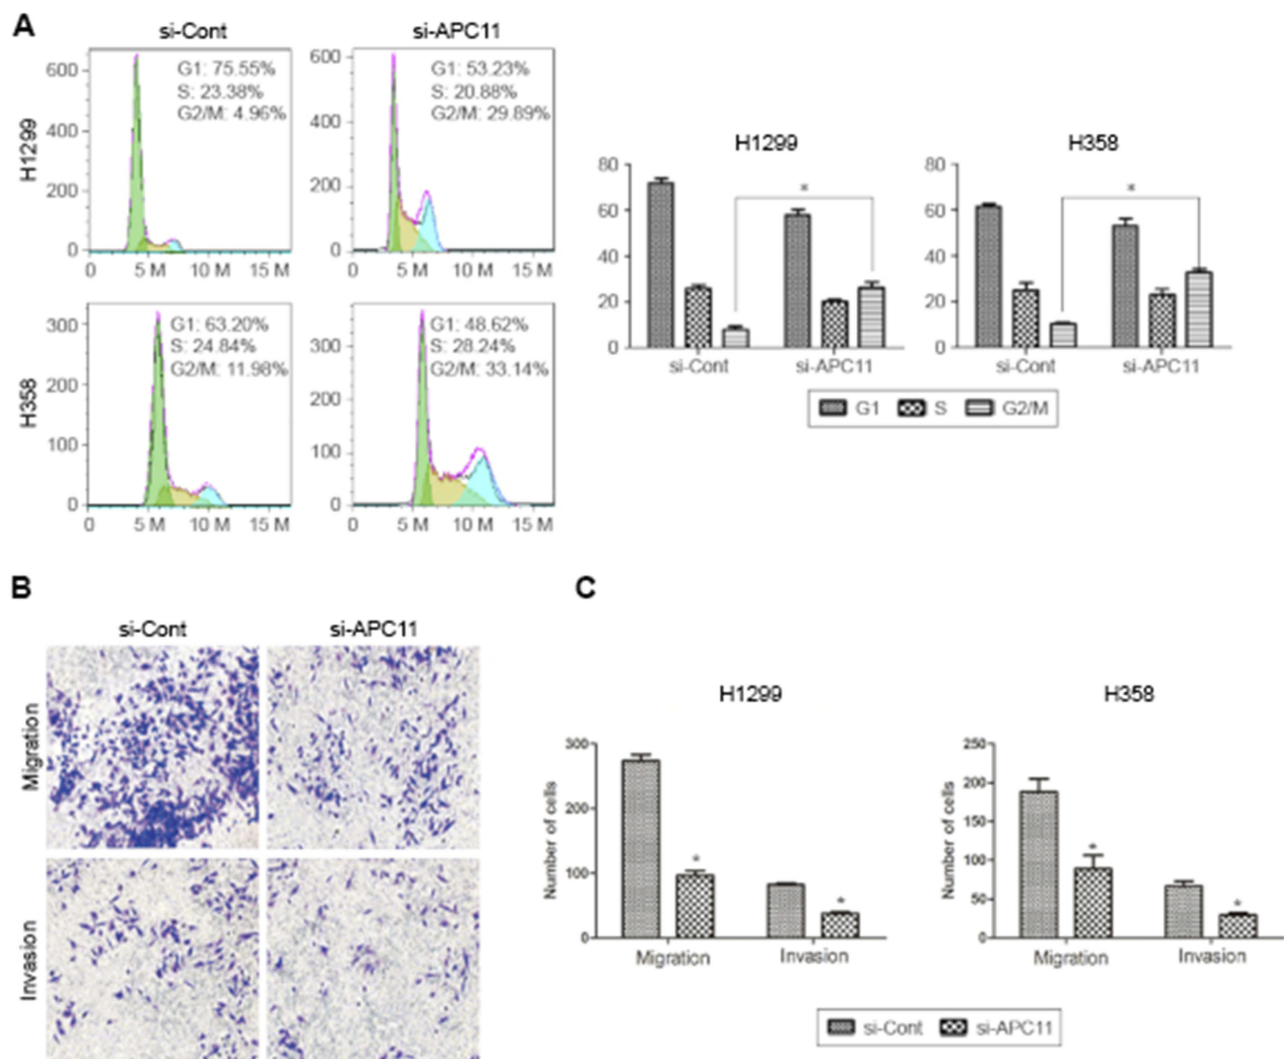 A
si-Cont
si-APC11
H1299
600
400
200
0
G1: 75.55%
S: 23.38%
G2/M: 4.96%
0 5 M 10 M 15 M
600
400
200
0
G1: 53.23%
S: 20.88%
G2/M: 29.89%
0 5 M 10 M 15 M
H358
300
200
100
0
G1: 63.20%
S: 24.84%
G2/M: 11.98%
0 5 M 10 M 15 M
300
200
100
0
G1: 48.62%
S: 28.24%
G2/M: 33.14%
0 5 M 10 M 15 M
H1299
80
60
40
20
0
*
si-Cont si-APC11
H358
80
60
40
20
0
*
si-Cont si-APC11
G1 S G2/M
B
si-Cont
si-APC11
Migration
Invasion
C
H1299
Number of cells
300
200
100
0
*
*
Migration Invasion
H358
Number of cells
250
200
150
100
50
0
*
*
Migration Invasion
si-Cont si-APC11